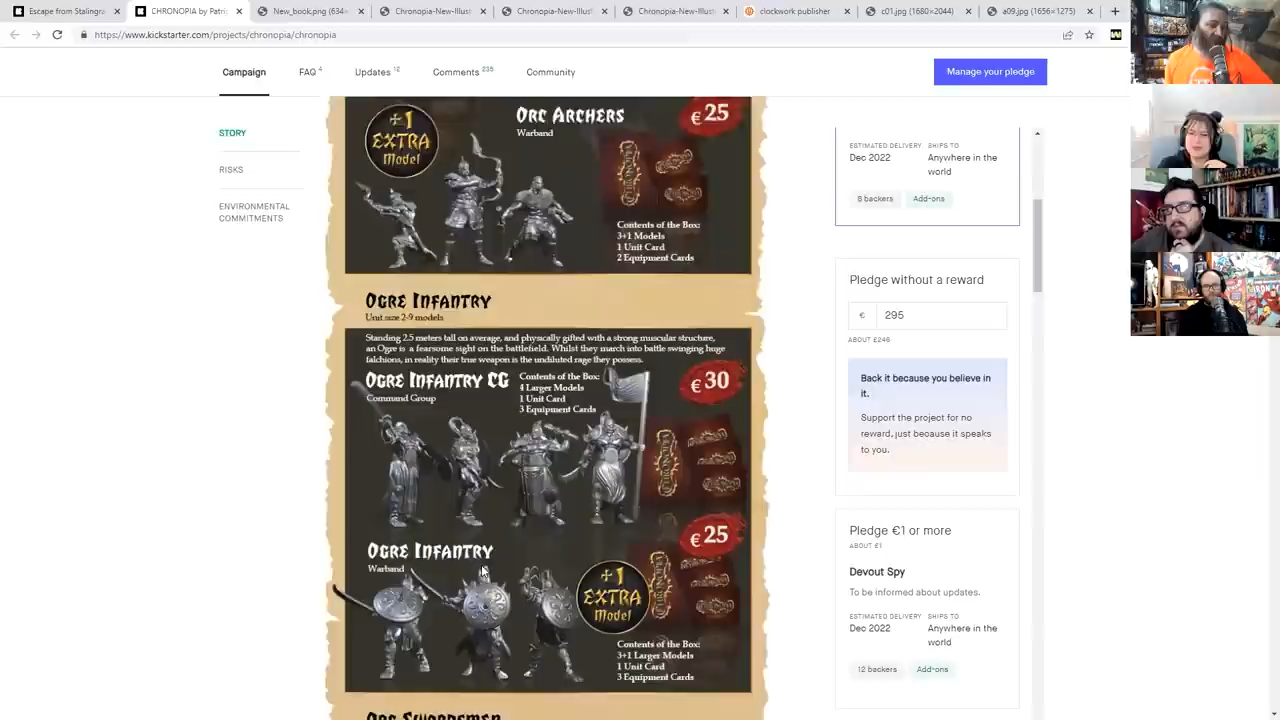 Escape from Stalingra
CHRONOPIA by Patri
New_book.png (634×
Chronopia-New-Illust
Chronopia-New-Illust
Chronopia-New-Illust
clockwork publisher
c01.jpg (1680×2044)
a09.jpg (1656×1275)
https://www.kickstarter.com/projects/chronopia/chronopia
Campaign
FAQ 4
Updates 12
Comments 235
Community
Manage your pledge
STORY
RISKS
ENVIRONMENTAL
COMMITMENTS
+1
EXTRA
Model
Orc Archers
Warband
€ 25
Contents of the Box:
3+1 Models
1 Unit Card
2 Equipment Cards
Ogre Infantry
Unit size 2-9 models
Standing 2.5 meters tall on average, and physically gifted with a strong muscular structure,
an Ogre is a fearsome sight on the battlefield. Whilst they march into battle swinging huge
falchions, in reality their true weapon is the undiluted rage they possess.
Ogre Infantry CG
Command Group
Contents of the Box:
4 Larger Models
1 Unit Card
3 Equipment Cards
€ 30
Ogre Infantry
Warband
€ 25
+1
EXTRA
Model
Contents of the Box:
3+1 Larger Models
1 Unit Card
3 Equipment Cards
Orc Swordsmen
ESTIMATED DELIVERY
Dec 2022
SHIPS TO
Anywhere in the
world
8 backers
Add-ons
Pledge without a reward
€ 295
ABOUT £246
Back it because you believe in
it.
Support the project for no
reward, just because it speaks
to you.
Pledge €1 or more
ABOUT £1
Devout Spy
To be informed about updates.
ESTIMATED DELIVERY
Dec 2022
SHIPS TO
Anywhere in the
world
12 backers
Add-ons